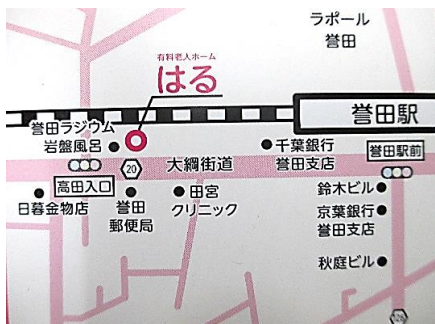 ラポール
誉田
有料老人ホーム
はる
誉田駅
誉田ラジウム
岩盤風呂
千葉銀行
誉田支店
誉田駅前
大綱街道
20
高田入口
日暮金物店
誉田
郵便局
田宮
クリニック
鈴木ビル
京葉銀行
誉田支店
秋庭ビル